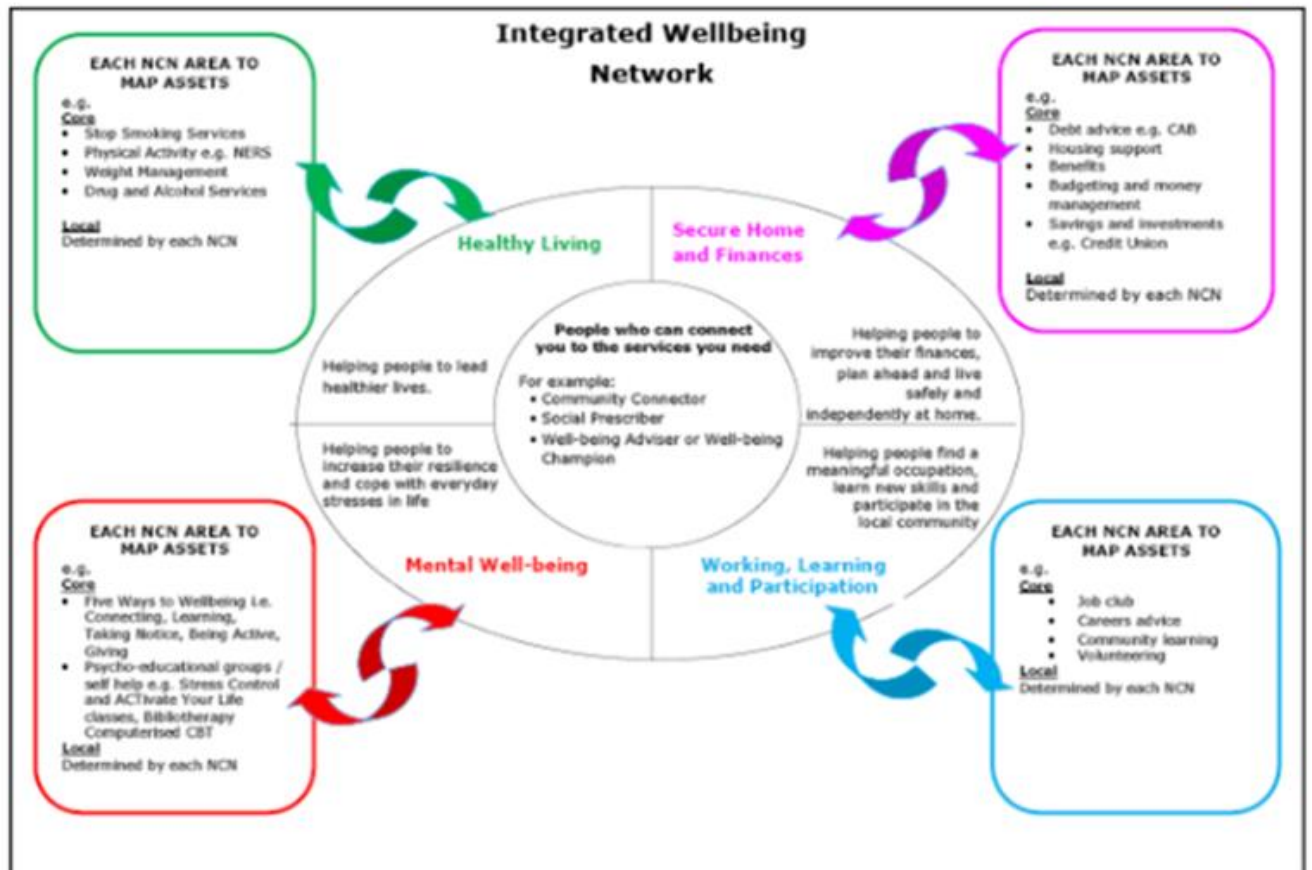 Integrated Wellbeing
Network
EACH NCN AREA TO
MAP ASSETS
e.g.
Core
• Stop Smoking Services
• Physical Activity e.g. NERS
• Weight Management
• Drug and Alcohol Services
Local
Determined by each NCN
EACH NCN AREA TO
MAP ASSETS
e.g.
Core
• Debt advice e.g. CAB
• Housing support
• Benefits
• Budgeting and money
management
• Savings and investments
e.g. Credit Union
Local
Determined by each NCN
Healthy Living
Helping people to lead
healthier lives.
Secure Home
and Finances
Helping people to
improve their finances,
plan ahead and live
safely and
independently at home.
People who can connect
you to the services you need
For example:
• Community Connector
• Social Prescriber
• Well-being Adviser or Well-being
Champion
Helping people to
increase their resilience
and cope with everyday
stresses in life
Mental Well-being
Helping people find a
meaningful occupation,
learn new skills and
participate in the
local community
Working, Learning
and Participation
EACH NCN AREA TO
MAP ASSETS
e.g.
Core
• Five Ways to Wellbeing i.e.
Connecting, Learning,
Taking Notice, Being Active,
Giving
• Psycho-educational groups /
self help e.g. Stress Control
and ACTivate Your Life
classes, Bibliotherapy
Computerised CBT
Local
Determined by each NCN
EACH NCN AREA TO
MAP ASSETS
e.g.
Core
• Job club
• Careers advice
• Community learning
• Volunteering
Local
Determined by each NCN